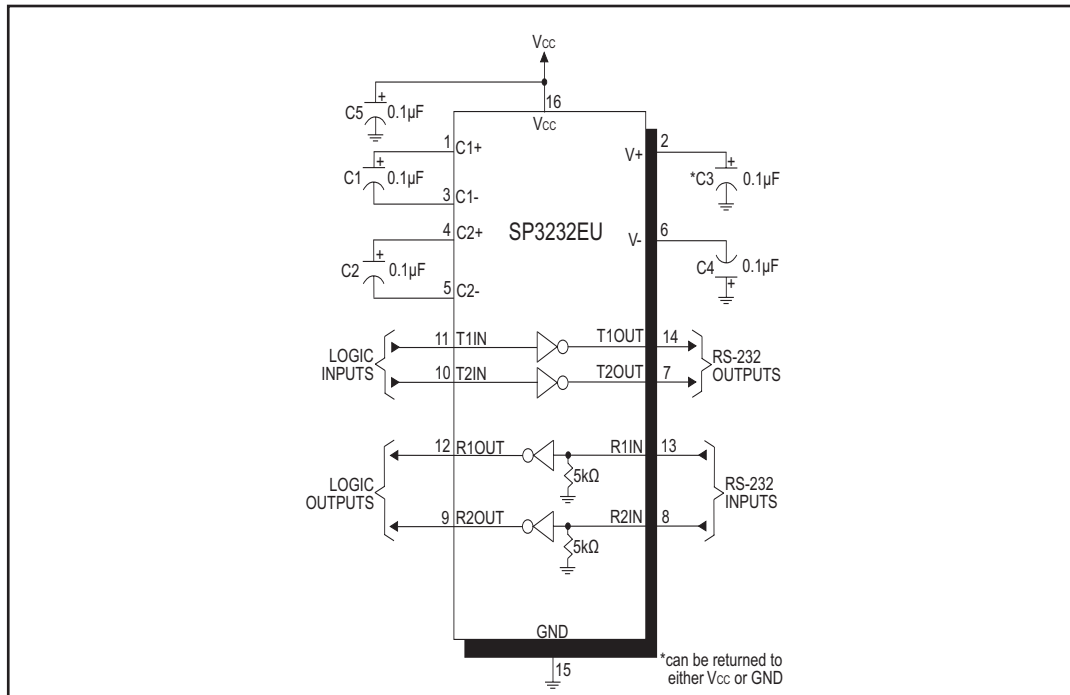 Vcc
C5
+
0.1µF
16
Vcc
1
C1+
C1
+
0.1µF
3
C1-
4
C2+
C2
+
0.1µF
5
C2-
SP3232EU
V+
2
*C3
+
0.1µF
V-
6
C4
0.1µF
+
LOGIC
INPUTS
11
T1IN
T1OUT
14
10
T2IN
T2OUT
7
RS-232
OUTPUTS
LOGIC
OUTPUTS
12
R1OUT
R1IN
13
5kΩ
9
R2OUT
R2IN
8
5kΩ
RS-232
INPUTS
GND
15
*can be returned to
either Vcc or GND